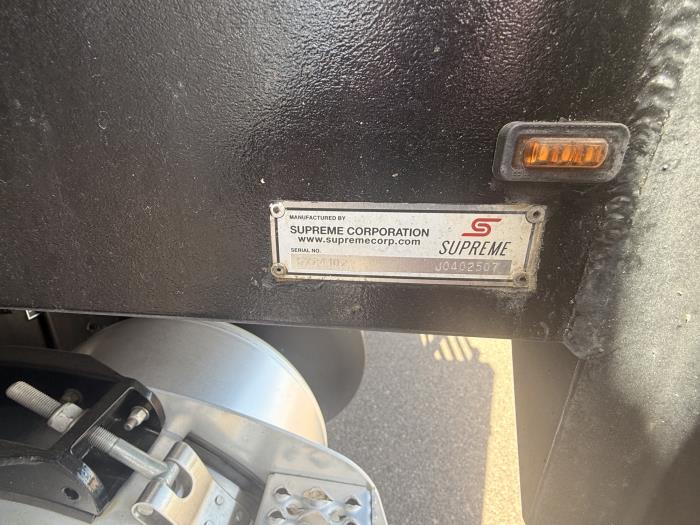 MANUFACTURED BY
SUPREME CORPORATION
www.supremecorp.com
SERIAL NO.
SUPREME
J0402507